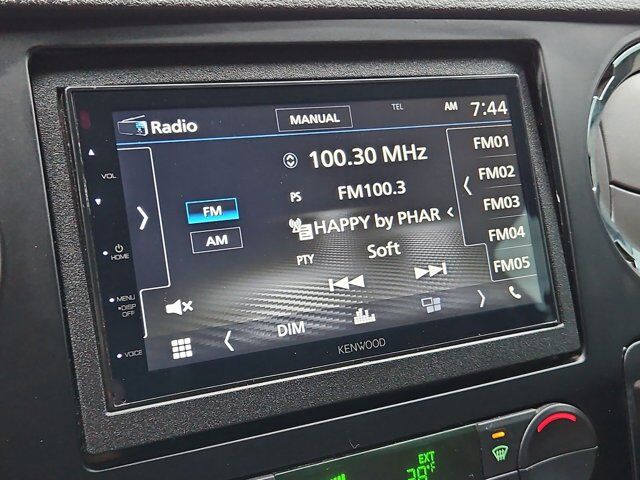 TEL
AM 7:44
Radio
MANUAL
100.30 MHz
FM01
VOL
PS FM100.3
FM02
FM
HAPPY by PHAR
FM03
AM
FM04
HOME
PTY Soft
FM05
MENU
DISP
OFF
DIM
VOICE
KENWOOD
EXT
38°F